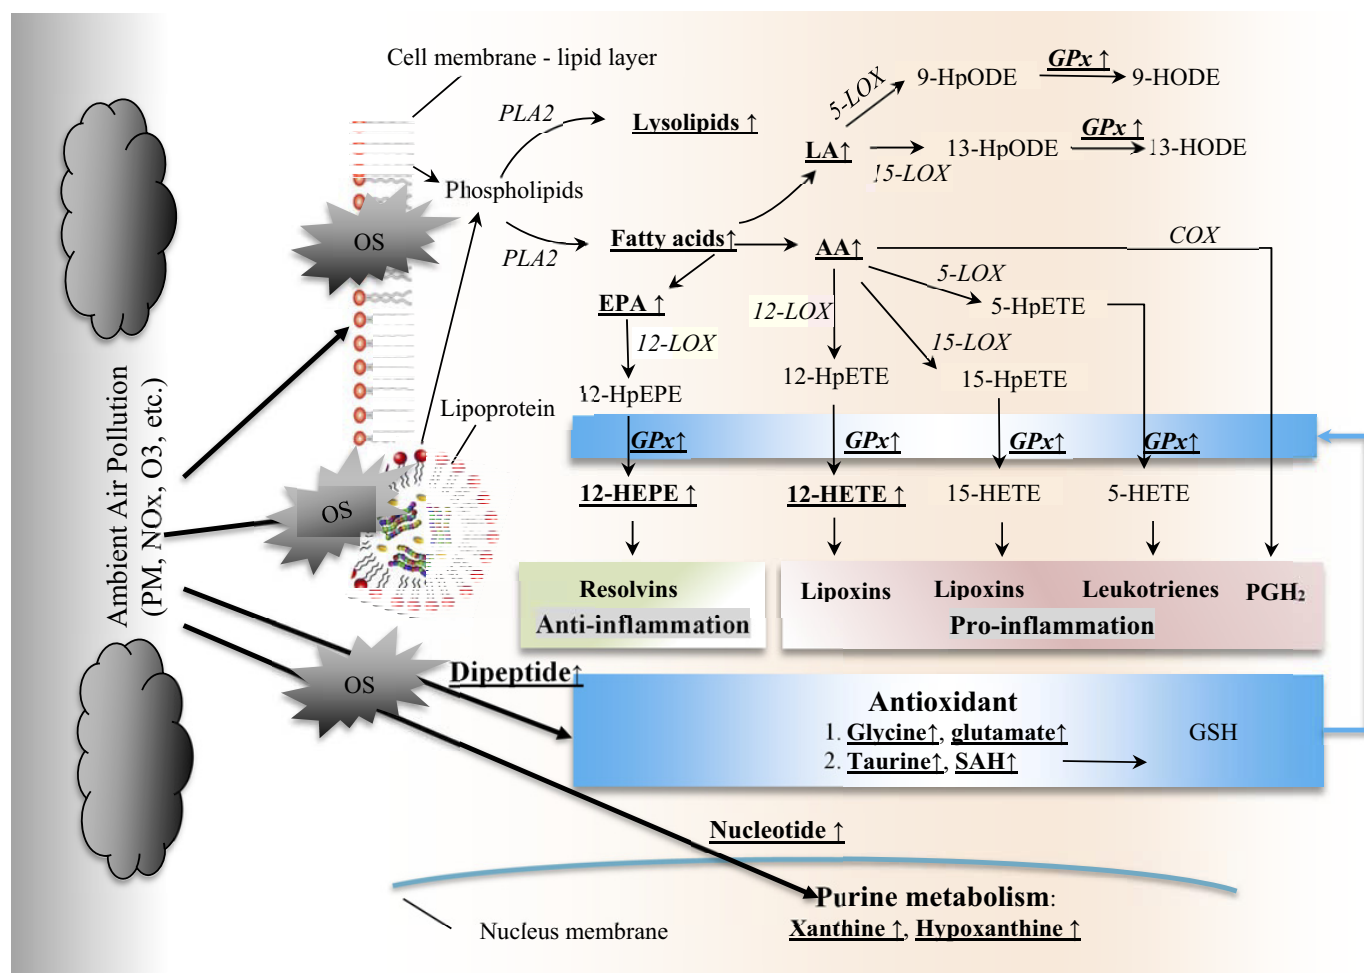 Cell membrane - lipid layer
PLA2
Lysolipids ↑
5-LOX
9-HpODE
GPx ↑
9-HODE
LA↑
15-LOX
13-HpODE
GPx ↑
13-HODE
Phospholipids
OS
PLA2
Fatty acids↑
AA↑
COX
5-LOX
5-HpETE
EPA ↑
12-LOX
12-LOX
15-LOX
12-HpEPE
12-HpETE
15-HpETE
Lipoprotein
GPx↑
GPx↑
GPx↑
GPx↑
Ambient Air Pollution
(PM, NOx, O3, etc.)
OS
12-HEPE ↑
12-HETE ↑
15-HETE
5-HETE
Resolvins
Anti-inflammation
Lipoxins
Lipoxins
Leukotrienes
PGH₂
Pro-inflammation
OS
Dipeptide↑
Antioxidant
1. Glycine↑, glutamate↑
2. Taurine↑, SAH↑
GSH
Nucleotide ↑
Purine metabolism:
Xanthine ↑, Hypoxanthine ↑
Nucleus membrane